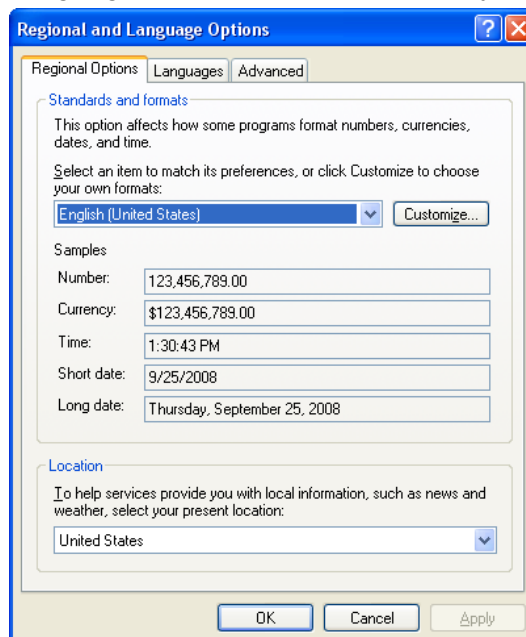 Regional and Language Options
Regional Options Languages Advanced
Standards and formats
This option affects how some programs format numbers, currencies,
dates, and time.
Select an item to match its preferences, or click Customize to choose
your own formats:
English (United States) Customize...
Samples
Number: 123,456,789.00
Currency: $123,456,789.00
Time: 1:30:43 PM
Short date: 9/25/2008
Long date: Thursday, September 25, 2008
Location
To help services provide you with local information, such as news and
weather, select your present location:
United States
OK Cancel Apply